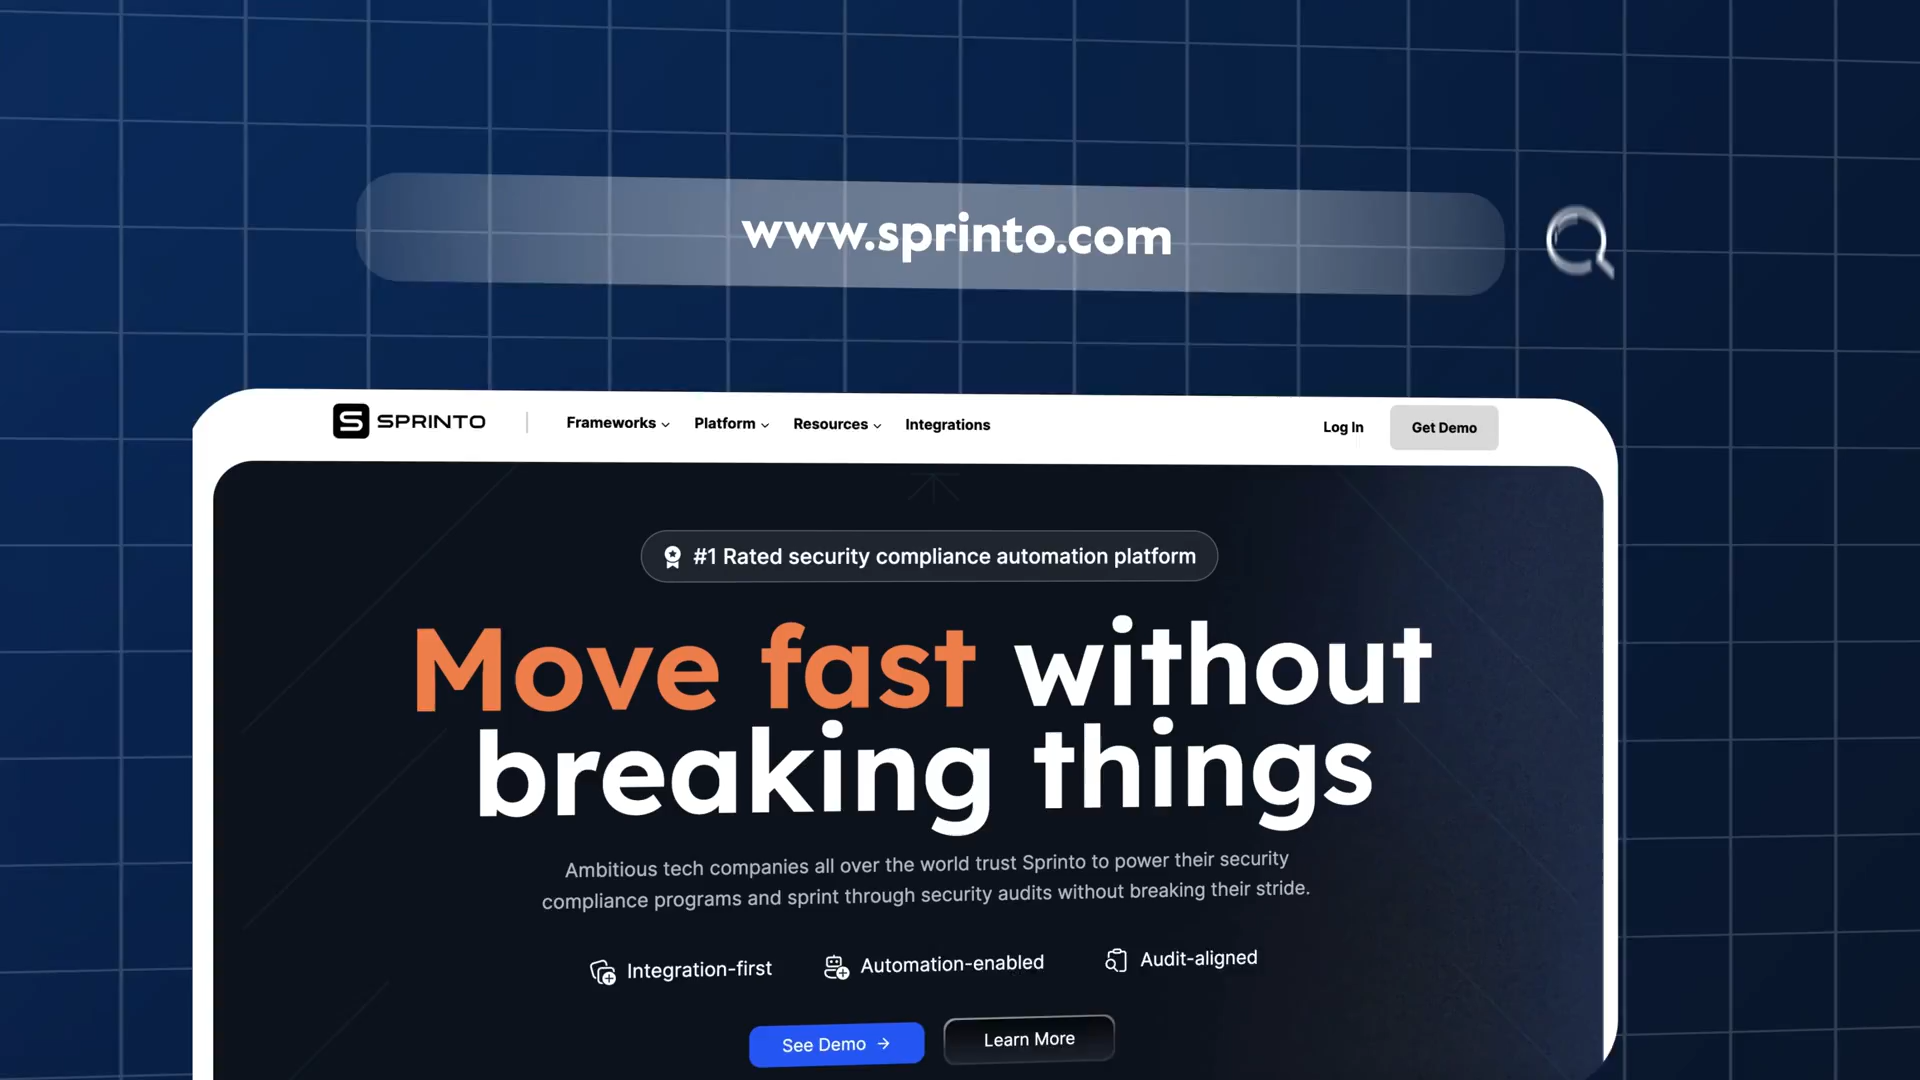 www.sprinto.com
S SPRINTO
Frameworks Platform Resources Integrations Log In Get Demo
#1 Rated security compliance automation platform
Move fast without
breaking things
Ambitious tech companies all over the world trust Sprinto to power their security
compliance programs and sprint through security audits without breaking their stride.
Integration-first Automation-enabled Audit-aligned
See Demo → Learn More